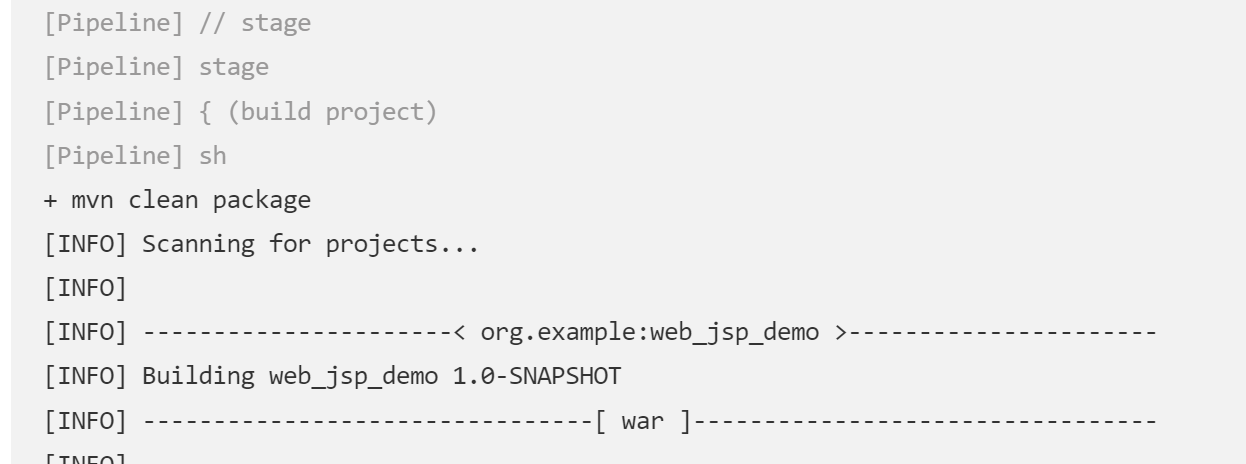 [Pipeline] // stage
[Pipeline] stage
[Pipeline] { (build project)
[Pipeline] sh
+ mvn clean package
[INFO] Scanning for projects...
[INFO]
[INFO] ----------------------< org.example:web_jsp_demo >----------------------
[INFO] Building web_jsp_demo 1.0-SNAPSHOT
[INFO] --------------------------------[ war ]---------------------------------
[INFO]